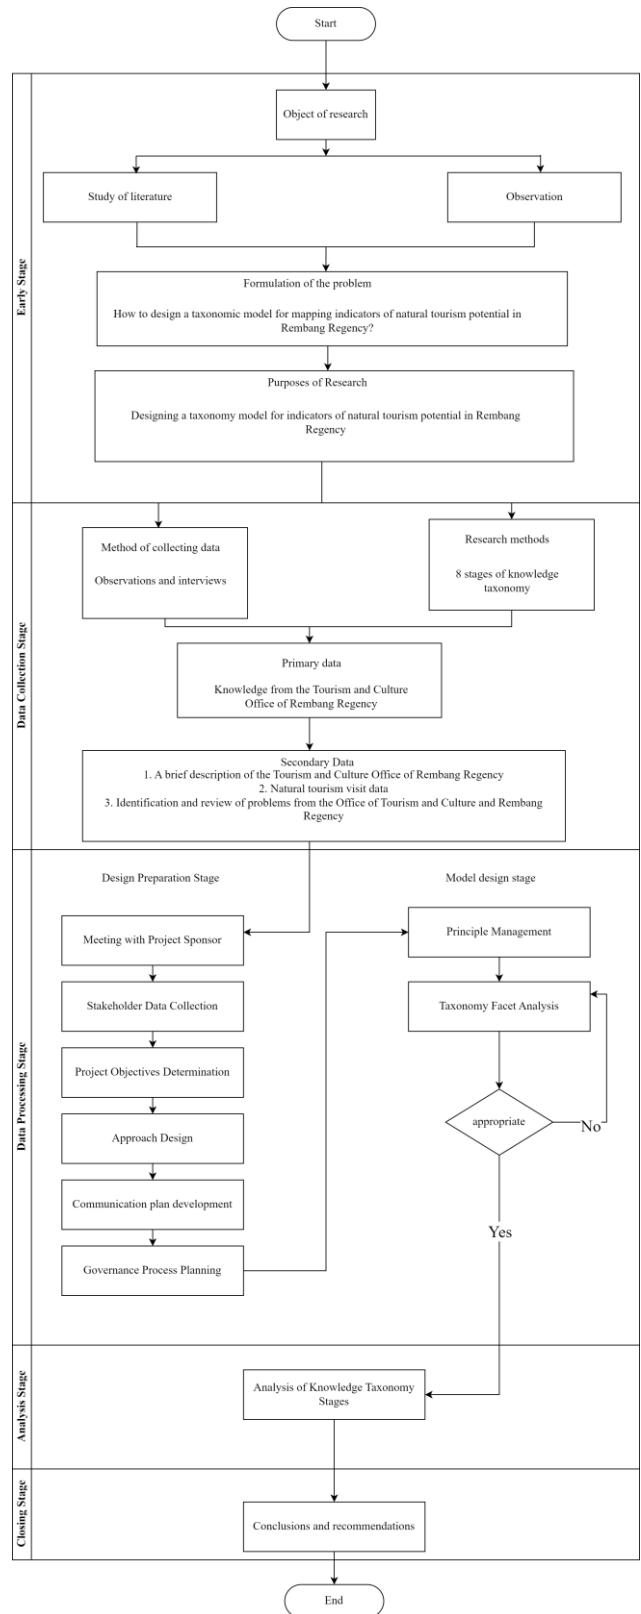 Start
Early Stage
Object of research
Study of literature
Observation
Formulation of the problem
How to design a taxonomic model for mapping indicators of natural tourism potential in
Rembang Regency?
Purposes of Research
Designing a taxonomy model for indicators of natural tourism potential in Rembang
Regency
Data Collection Stage
Method of collecting data
Observations and interviews
Research methods
8 stages of knowledge
taxonomy
Primary data
Knowledge from the Tourism and Culture
Office of Rembang Regency
Secondary Data
1. A brief description of the Tourism and Culture Office of Rembang Regency
2. Natural tourism visit data
3. Identification and review of problems from the Office of Tourism and Culture and Rembang
Regency
Data Processing Stage
Design Preparation Stage
Meeting with Project Sponsor
Stakeholder Data Collection
Project Objectives Determination
Approach Design
Communication plan development
Governance Process Planning
Model design stage
Principle Management
Taxonomy Facet Analysis
appropriate
No
Yes
Analysis Stage
Analysis of Knowledge Taxonomy
Stages
Closing Stage
Conclusions and recommendations
End